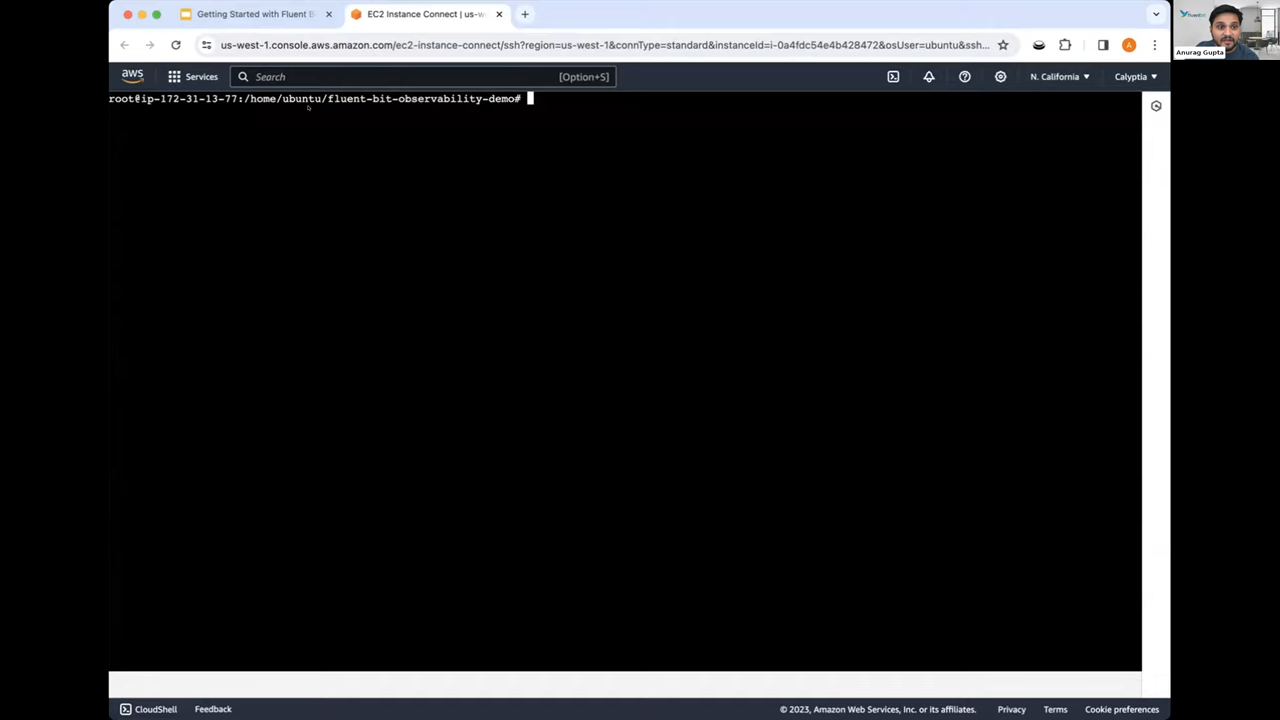 Getting Started with Fluent B
EC2 Instance Connect | us-w
us-west-1.console.aws.amazon.com/ec2-instance-connect/ssh?region=us-west-1&connType=standard&instanceId=i-0a4fdc54e4b428472&osUser=ubuntu&ssh...
fluentbit
Anurag Gupta
aws
Services
Search
[Option+S]
N. California
Calyptia
root@ip-172-31-13-77:/home/ubuntu/fluent-bit-observability-demo#
CloudShell
Feedback
© 2023, Amazon Web Services, Inc. or its affiliates.
Privacy
Terms
Cookie preferences